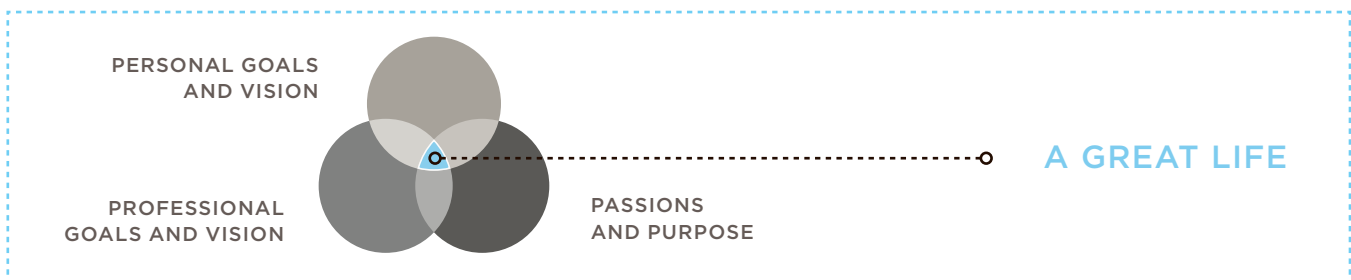 PERSONAL GOALS
AND VISION
PROFESSIONAL
GOALS AND VISION
PASSIONS
AND PURPOSE
A GREAT LIFE